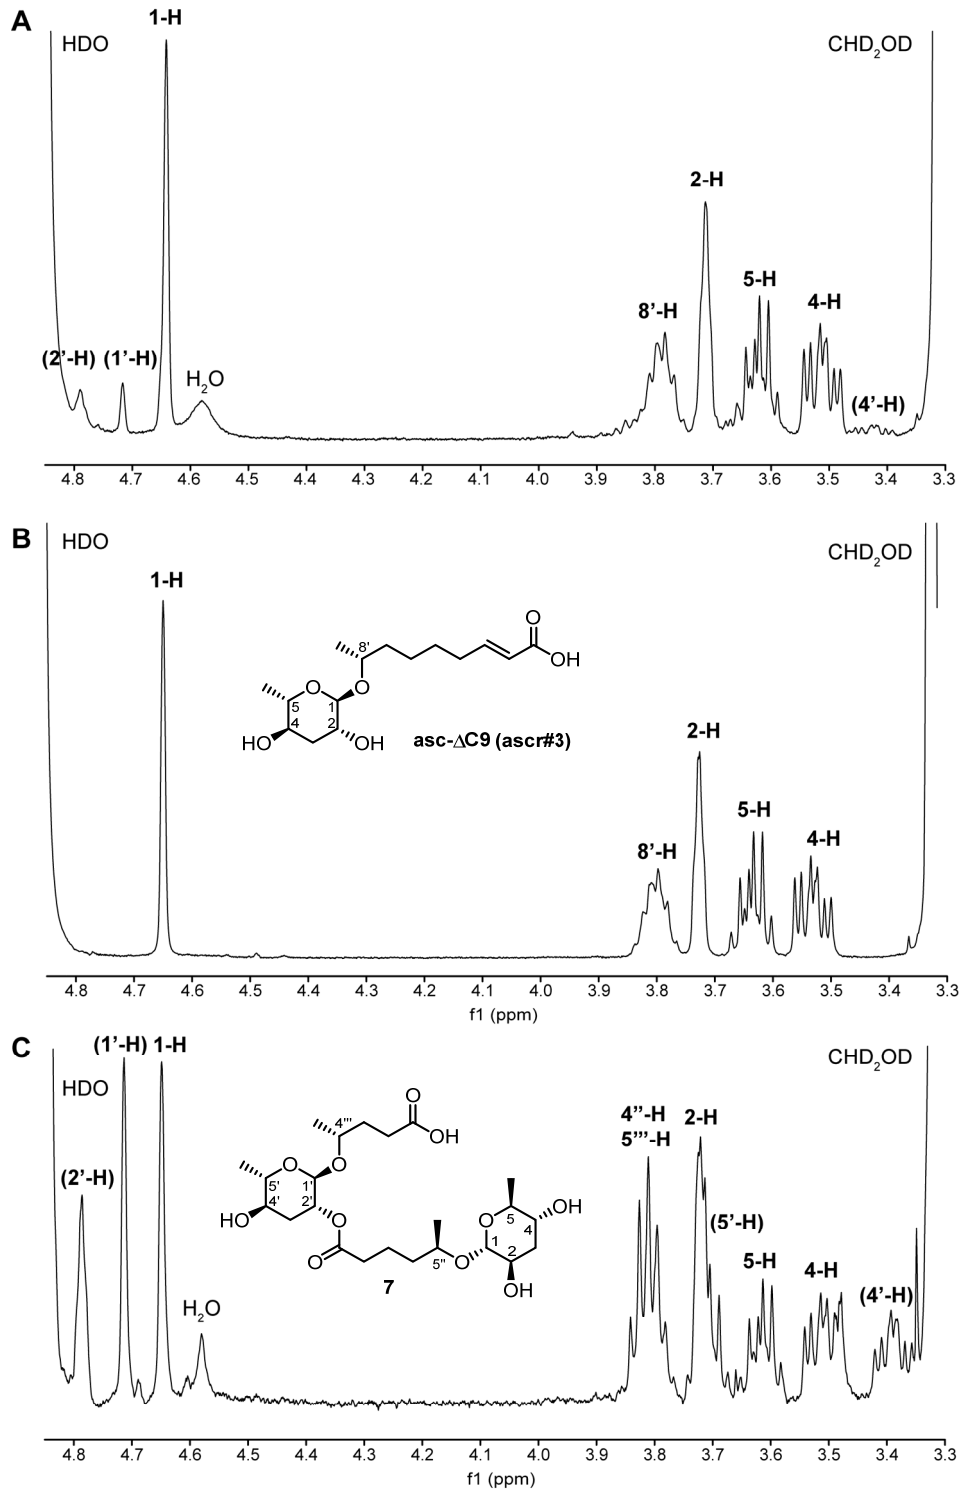 A
HDO
1-H
CHD2OD
2-H
5-H
4-H
8’-H
(2’-H) (1’-H)
H2O
(4’-H)
4.8 4.7 4.6 4.5 4.4 4.3 4.2 4.1 4.0 3.9 3.8 3.7 3.6 3.5 3.4 3.3
B
HDO
CHD2OD
1-H
O
8'
OH
O
O
5
1
4
2
HO
OH
asc-ΔC9 (ascr#3)
2-H
5-H
4-H
8’-H
4.8 4.7 4.6 4.5 4.4 4.3 4.2 4.1 4.0 3.9 3.8 3.7 3.6 3.5 3.4 3.3
f1 (ppm)
C
(1’-H) 1-H
CHD2OD
HDO
O
4'''
OH
O
O
5'
1'
4'
2'
HO
O
O
5''
O
O
5
OH
4
1
2
OH
7
4’’-H
5’’’-H
2-H
(2’-H)
(5’-H)
5-H
4-H
(4’-H)
H2O
4.8 4.7 4.6 4.5 4.4 4.3 4.2 4.1 4.0 3.9 3.8 3.7 3.6 3.5 3.4 3.3
f1 (ppm)